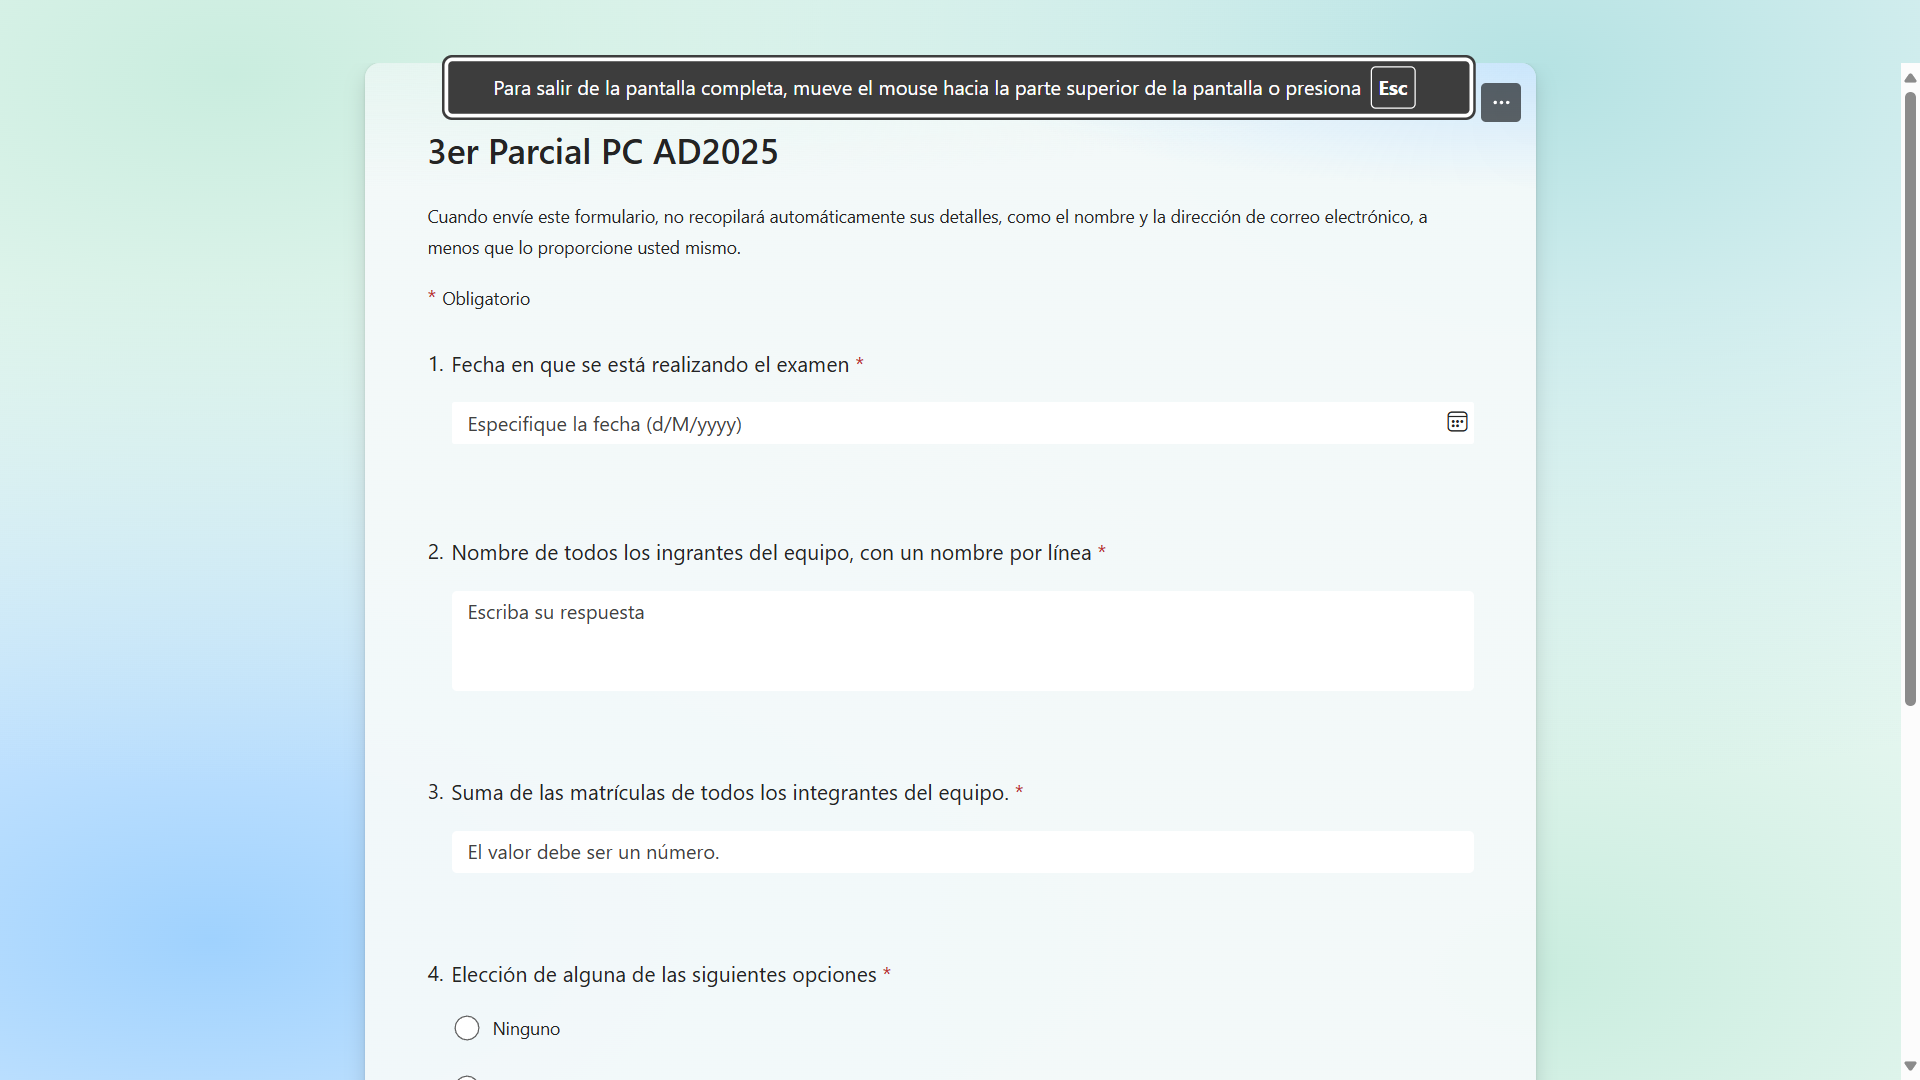 Para salir de la pantalla completa, mueve el mouse hacia la parte superior de la pantalla o presiona Esc
...
3er Parcial PC AD2025
Cuando envíe este formulario, no recopilará automáticamente sus detalles, como el nombre y la dirección de correo electrónico, a
menos que lo proporcione usted mismo.
* Obligatorio
1. Fecha en que se está realizando el examen *
Especifique la fecha (d/M/yyyy)
2. Nombre de todos los ingrantes del equipo, con un nombre por línea *
Escriba su respuesta
3. Suma de las matrículas de todos los integrantes del equipo. *
El valor debe ser un número.
4. Elección de alguna de las siguientes opciones *
Ninguno